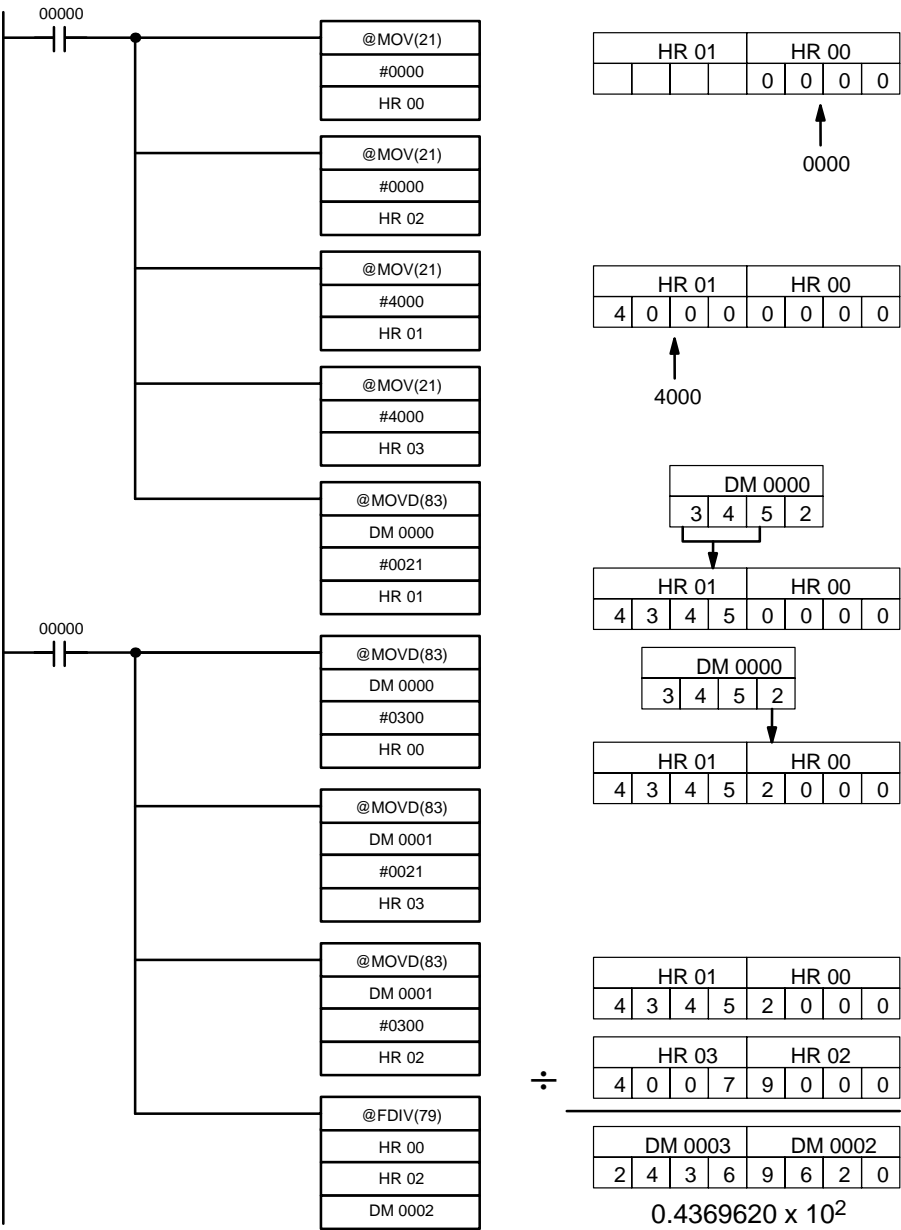 00000
@MOV(21)
#0000
HR 00
HR 01 HR 00
0 0 0 0
0000
@MOV(21)
#0000
HR 02
@MOV(21)
#4000
HR 01
HR 01 HR 00
4 0 0 0 0 0 0 0
4000
@MOV(21)
#4000
HR 03
@MOVD(83)
DM 0000
#0021
HR 01
DM 0000
3 4 5 2
HR 01 HR 00
4 3 4 5 0 0 0 0
00000
@MOVD(83)
DM 0000
#0300
HR 00
DM 0000
3 4 5 2
HR 01 HR 00
4 3 4 5 2 0 0 0
@MOVD(83)
DM 0001
#0021
HR 03
@MOVD(83)
DM 0001
#0300
HR 02
HR 01 HR 00
4 3 4 5 2 0 0 0
@FDIV(79)
HR 00
HR 02
DM 0002
÷
HR 03 HR 02
4 0 0 7 9 0 0 0
DM 0003 DM 0002
2 4 3 6 9 6 2 0
0.4369620 x 10²